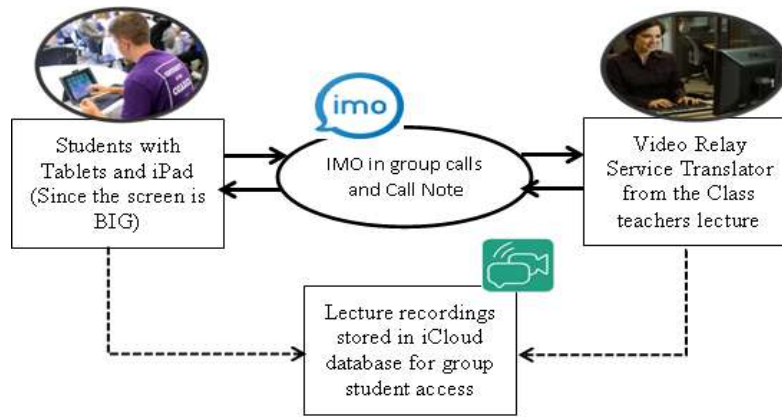 imo
Students with
Tablets and iPad
(Since the screen is
BIG)
IMO in group calls
and Call Note
Video Relay
Service Translator
from the Class
teachers lecture
Lecture recordings
stored in iCloud
database for group
student access